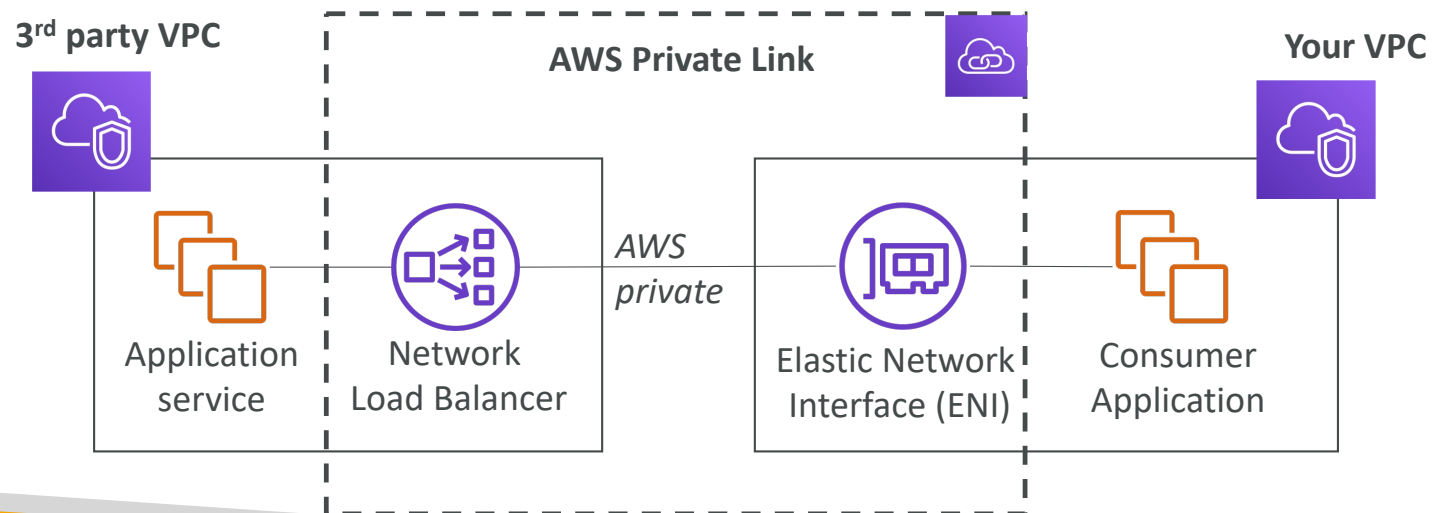 3rd party VPC
AWS Private Link
Your VPC
AWS
private
Application
service
Network
Load Balancer
Elastic Network
Interface (ENI)
Consumer
Application